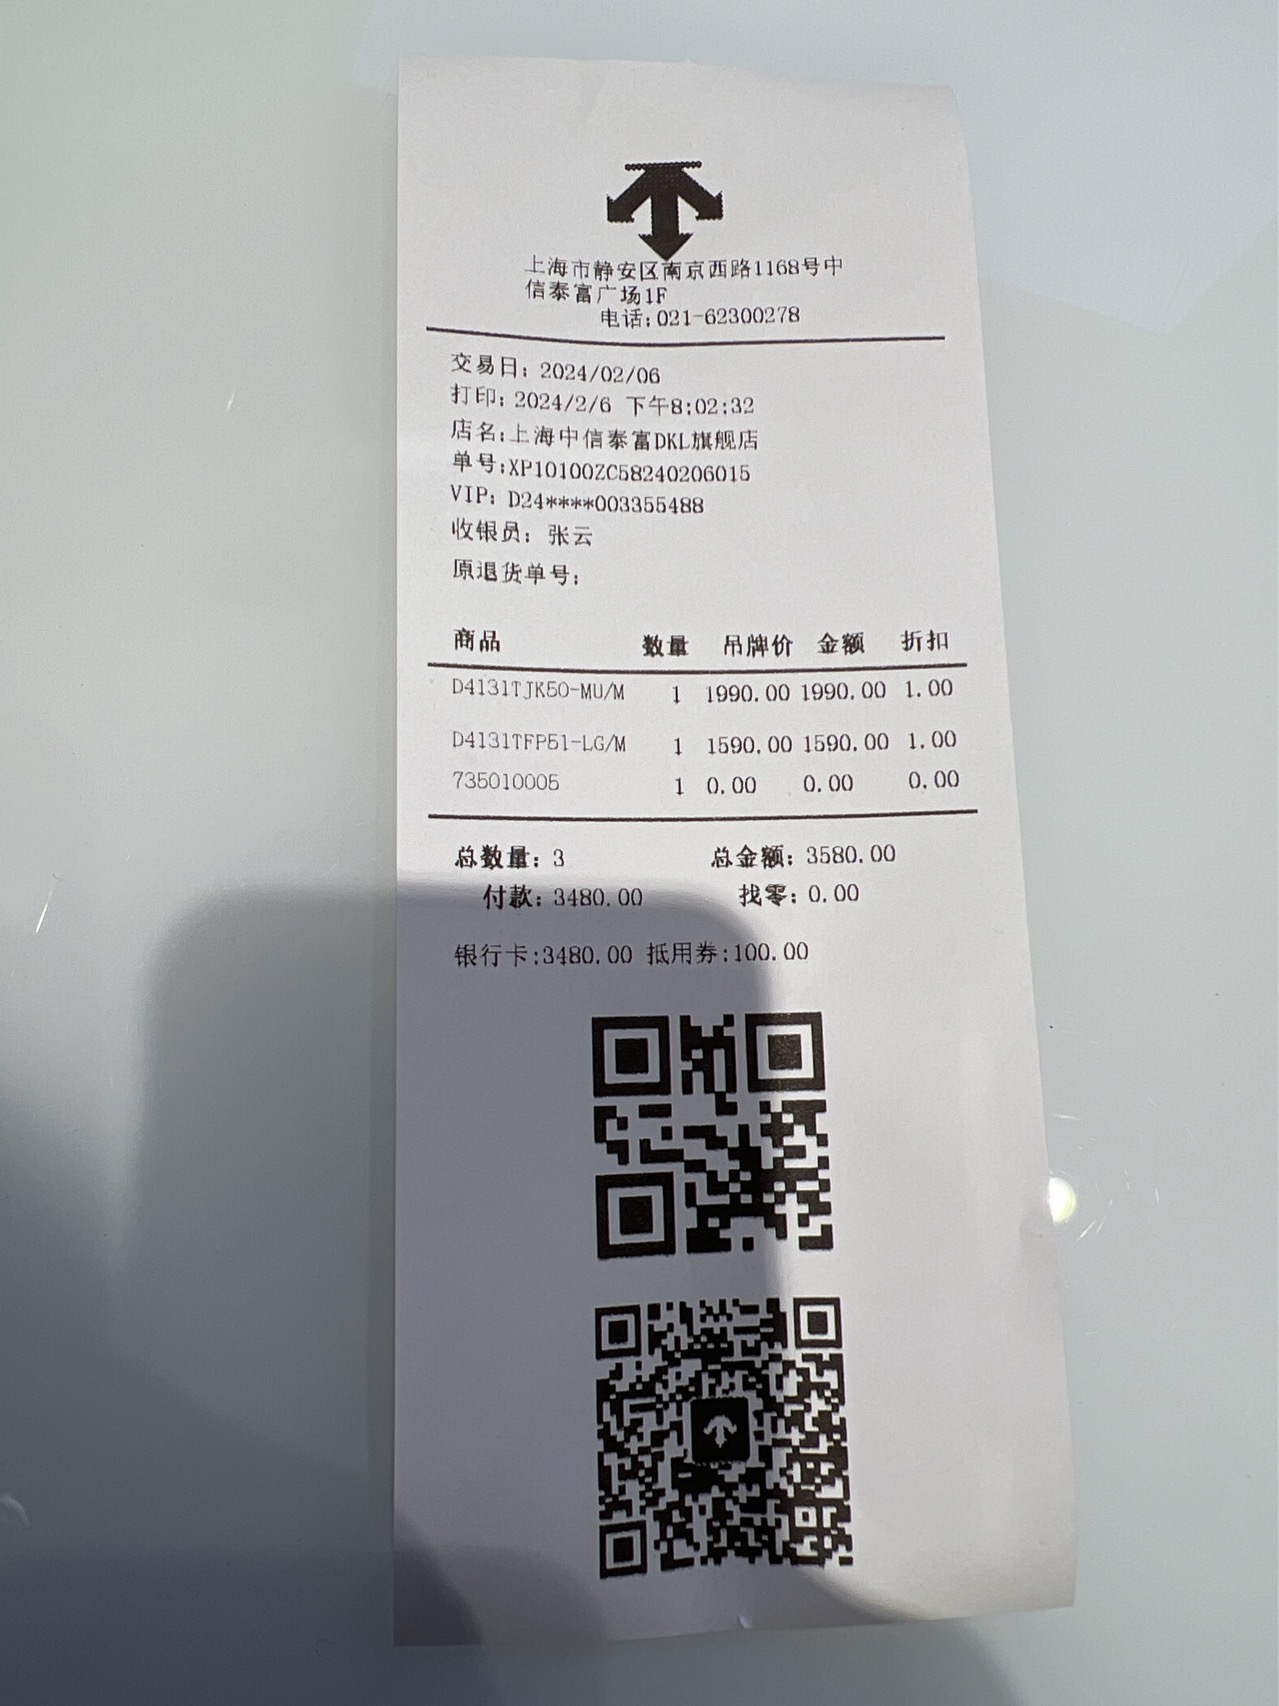 上海市静安区南京西路1168号中
信泰富广场1F
电话:021-62300278
交易日: 2024/02/06
打印: 2024/2/6 下午8:02:32
店名:上海中信泰富DKL旗舰店
单号:XP10100ZC58240206015
VIP: D24****003355488
收银员: 张云
原退货单号:
商品 数量 吊牌价 金额 折扣
D4131TJK50-MU/M 1 1990.00 1990.00 1.00
D4131TFP51-LG/M 1 1590.00 1590.00 1.00
735010005 1 0.00 0.00 0.00
总数量: 3 总金额: 3580.00
付款: 3480.00 找零: 0.00
银行卡:3480.00 抵用券:100.00